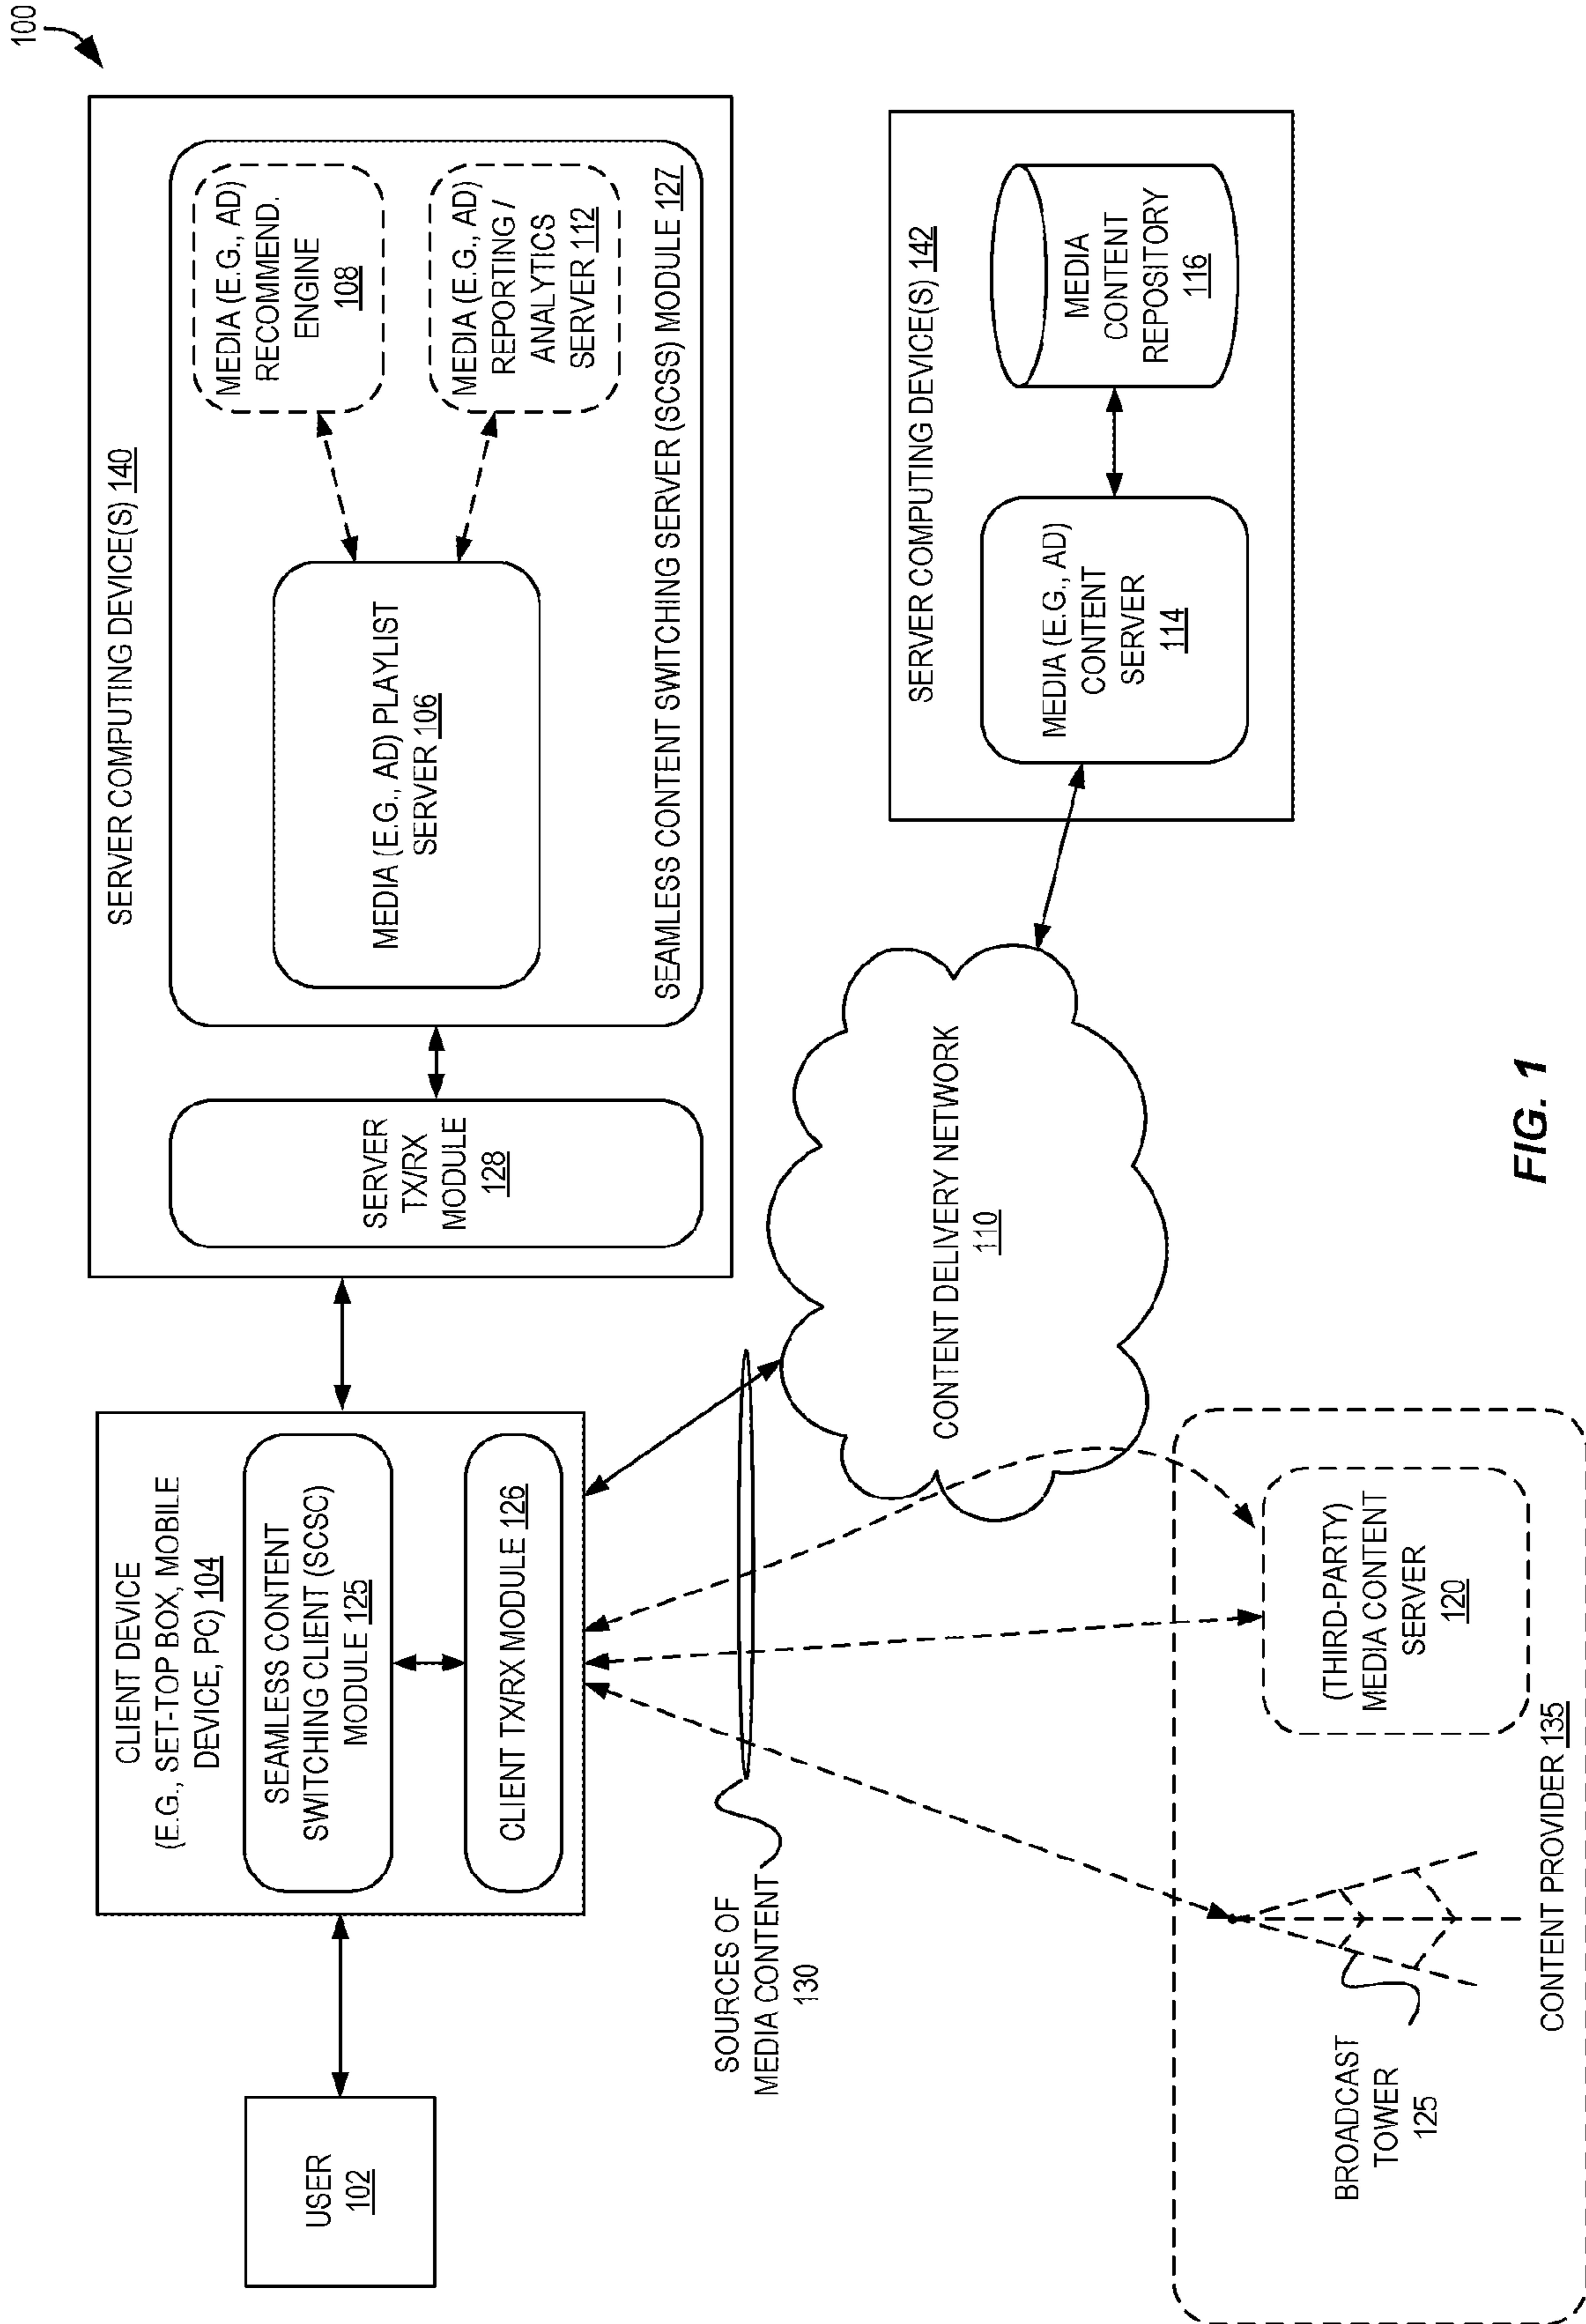 100
SERVER COMPUTING DEVICE(S) 140
MEDIA (E.G., AD)
RECOMMEND.
ENGINE
108
MEDIA (E.G., AD)
REPORTING /
ANALYTICS
SERVER 112
MEDIA (E.G., AD) PLAYLIST
SERVER 106
SEAMLESS CONTENT SWITCHING SERVER (SCSS) MODULE 127
SERVER
TX/RX
MODULE
128
CLIENT DEVICE
(E.G., SET-TOP BOX, MOBILE
DEVICE, PC) 104
SEAMLESS CONTENT
SWITCHING CLIENT (SCSC)
MODULE 125
CLIENT TX/RX MODULE 126
USER
102
SOURCES OF
MEDIA CONTENT
130
CONTENT DELIVERY NETWORK
110
SERVER COMPUTING DEVICE(S) 142
MEDIA (E.G., AD)
CONTENT
SERVER
114
MEDIA
CONTENT
REPOSITORY
116
(THIRD-PARTY)
MEDIA CONTENT
SERVER
120
BROADCAST
TOWER
125
CONTENT PROVIDER 135
FIG. 1